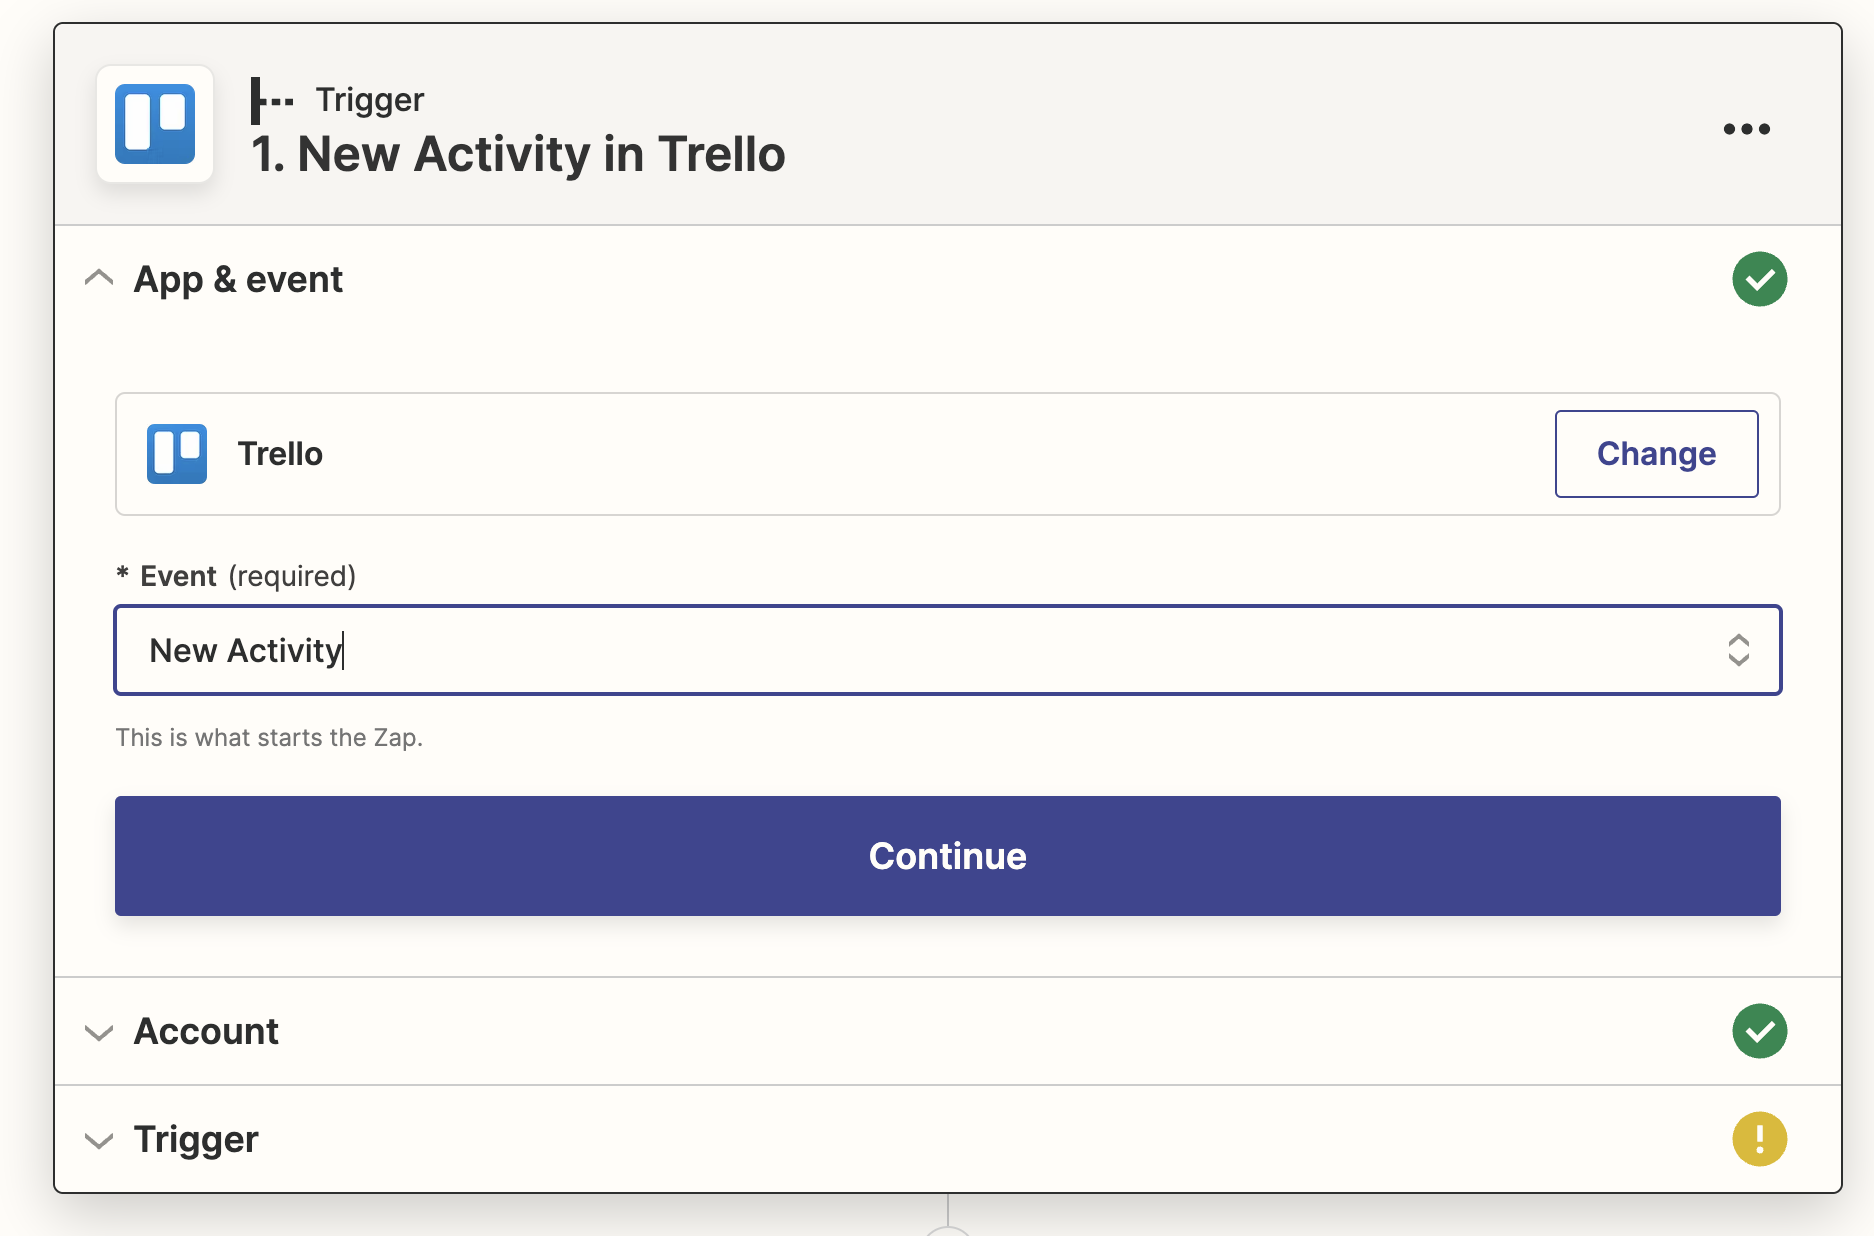 Trigger
1. New Activity in Trello
App & event
Trello
Change
* Event (required)
New Activity
This is what starts the Zap.
Continue
Account
Trigger